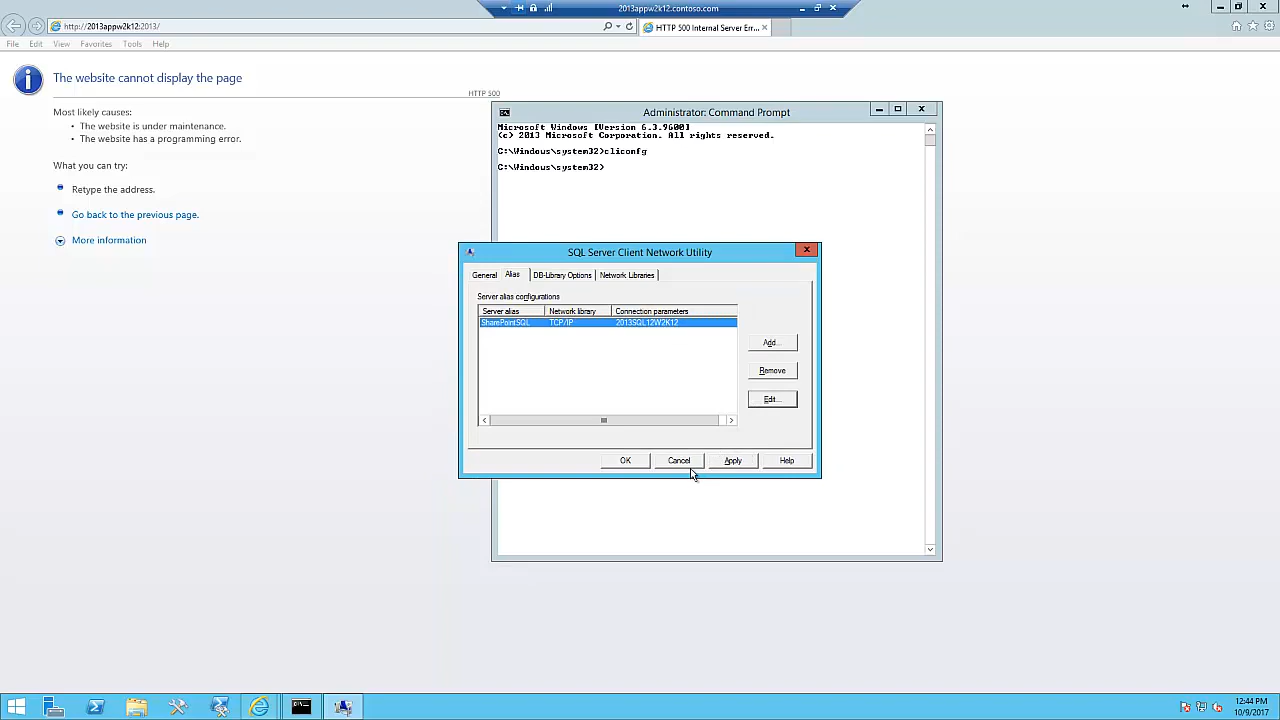 2013appw2k12.contoso.com
http://2013appw2k12:2013/
HTTP 500 Internal Server Err...
File Edit View Favorites Tools Help
The website cannot display the page
HTTP 500
Most likely causes:
The website is under maintenance.
The website has a programming error.
What you can try:
Retype the address.
Go back to the previous page.
More information
Administrator: Command Prompt
Microsoft Windows [Version 6.3.9600]
(c) 2013 Microsoft Corporation. All rights reserved.
C:\Windows\system32>cliconfg
C:\Windows\system32>
SQL Server Client Network Utility
General Alias DB-Library Options Network Libraries
Server alias configurations
Server alias Network library Connection parameters
SharePointSQL TCP/IP 2013SQL12W2K12
Add...
Remove
Edit...
OK Cancel Apply Help
12:44 PM
10/9/2017